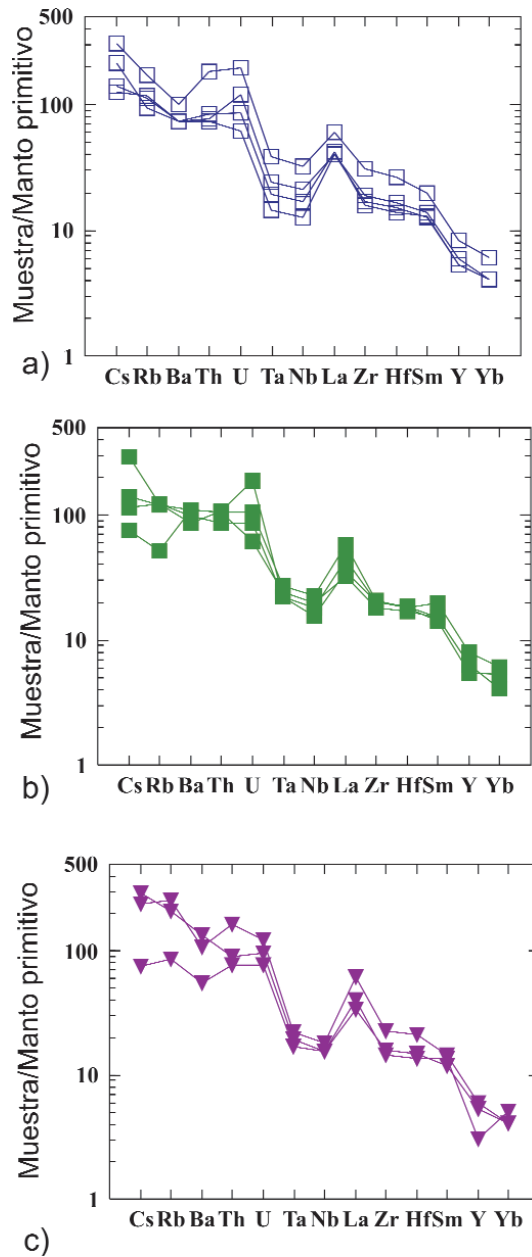 500
100
10
1
Muestra/Manto primitivo
a)
Cs Rb Ba Th U Ta Nb La Zr Hf Sm Y Yb
500
100
10
1
Muestra/Manto primitivo
b)
Cs Rb Ba Th U Ta Nb La Zr Hf Sm Y Yb
500
100
10
1
Muestra/Manto primitivo
c)
Cs Rb Ba Th U Ta Nb La Zr Hf Sm Y Yb